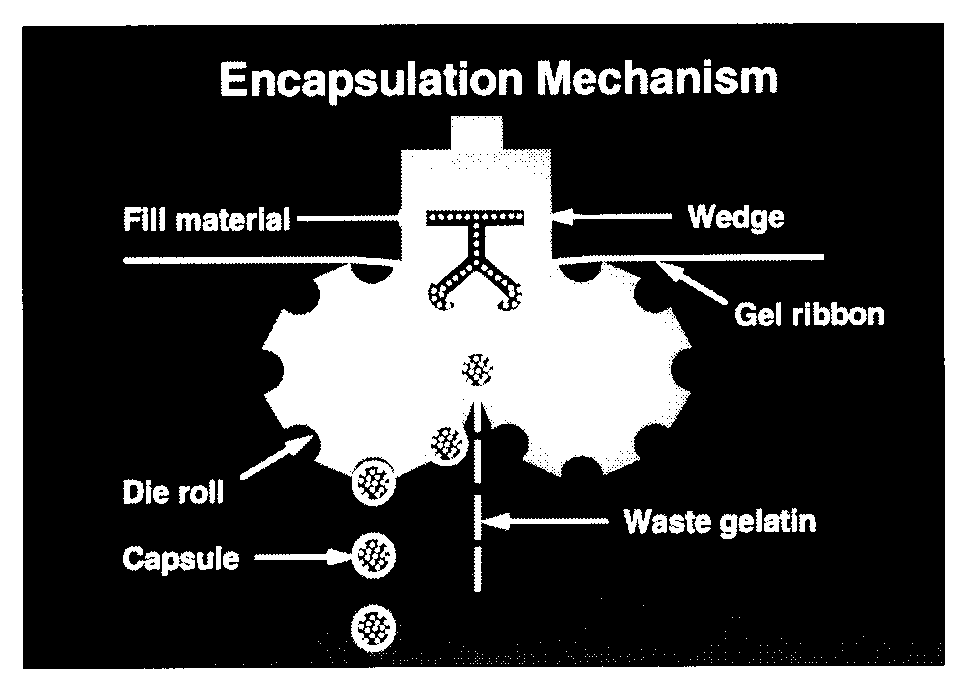 Encapsulation Mechanism
Fill material
Wedge
Gel ribbon
Die roll
Waste gelatin
Capsule